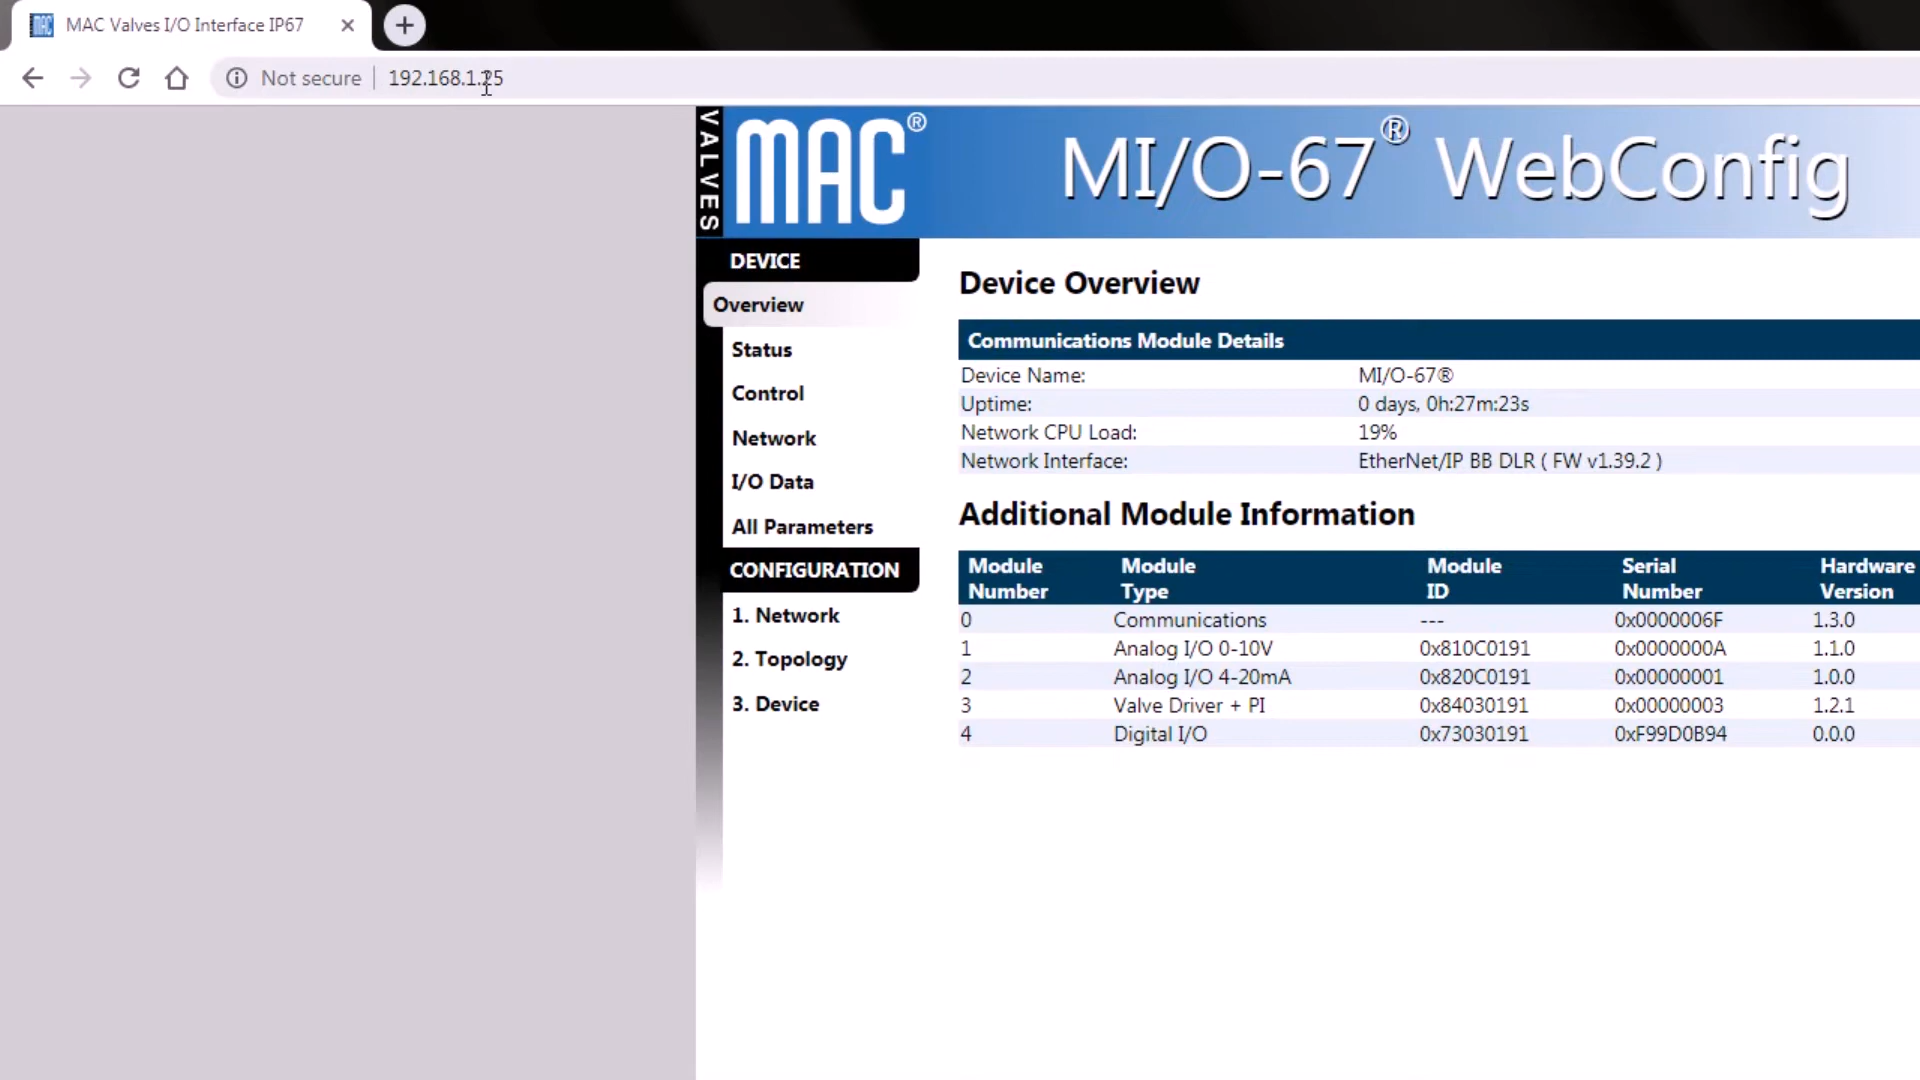 MAC Valves I/O Interface IP67
Not secure 192.168.1.25
VALVES MAC® MI/O-67® WebConfig
DEVICE
Overview
Status
Control
Network
I/O Data
All Parameters
CONFIGURATION
1. Network
2. Topology
3. Device
Device Overview
Communications Module Details
Device Name: MI/O-67®
Uptime: 0 days, 0h:27m:23s
Network CPU Load: 19%
Network Interface: EtherNet/IP BB DLR ( FW v1.39.2 )
Additional Module Information
Module Module Module Serial Hardware
Number Type ID Number Version
0 Communications --- 0x0000006F 1.3.0
1 Analog I/O 0-10V 0x810C0191 0x0000000A 1.1.0
2 Analog I/O 4-20mA 0x820C0191 0x00000001 1.0.0
3 Valve Driver + PI 0x84030191 0x00000003 1.2.1
4 Digital I/O 0x73030191 0xF99D0B94 0.0.0